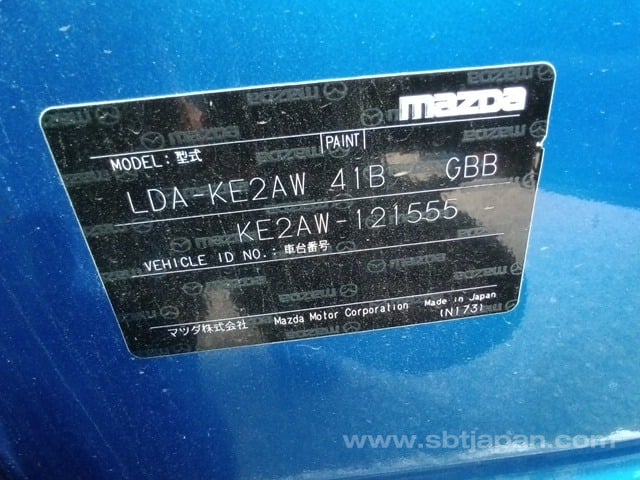 mazda
MODEL:型式 PAINT
LDA-KE2AW 41B GBB
KE2AW-121555
VEHICLE ID NO.:車台番号
マツダ株式会社 Mazda Motor Corporation Made in Japan
(N173)
www.sbtjapan.com